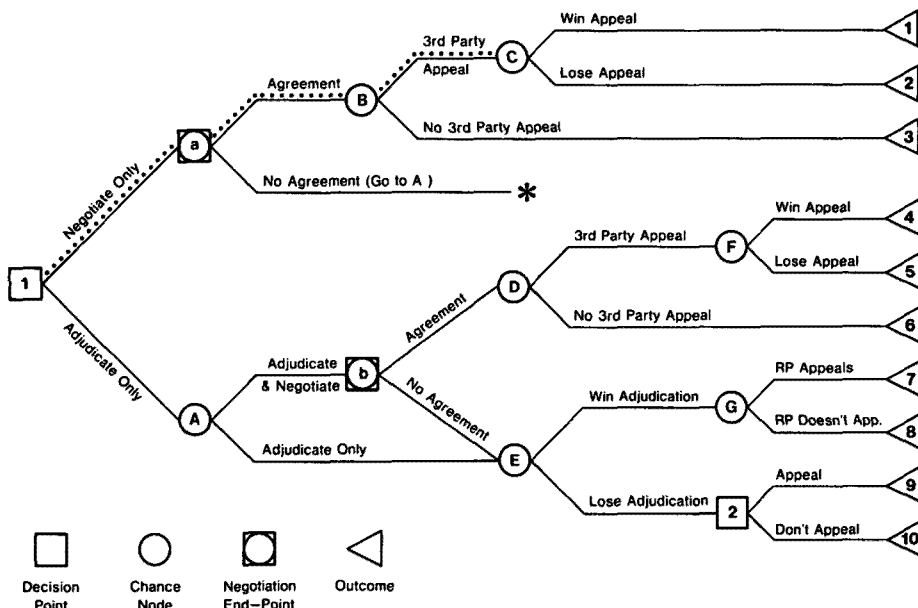 Win Appeal
1
3rd Party
Appeal
C
Lose Appeal
2
Agreement
B
No 3rd Party Appeal
3
Negotiate Only
a
No Agreement (Go to A )
*
Win Appeal
4
3rd Party Appeal
F
Lose Appeal
5
1
D
Agreement
No 3rd Party Appeal
6
Adjudicate Only
Adjudicate
& Negotiate
b
No Agreement
RP Appeals
7
Win Adjudication
G
RP Doesn't App.
8
A
Adjudicate Only
E
Appeal
9
Lose Adjudication
2
Don't Appeal
10
Decision
Point
Chance
Node
Negotiation
End-Point
Outcome